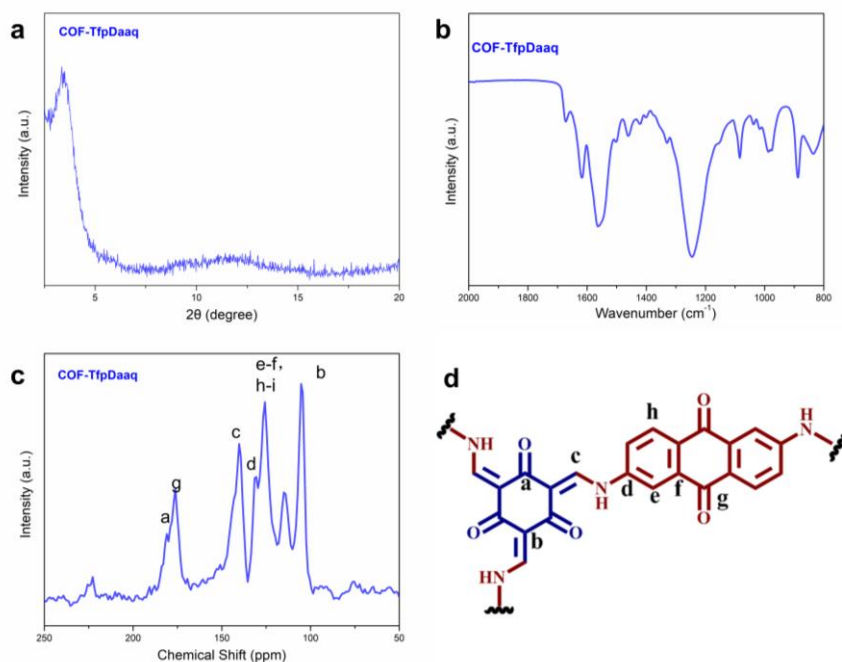 a
COF-TfpDaaq
Intensity (a.u.)
5
10
15
20
2θ (degree)
b
COF-TfpDaaq
Intensity (a.u.)
2000
1800
1600
1400
1200
1000
800
Wavenumber (cm-1)
c
COF-TfpDaaq
Intensity (a.u.)
a
g
c
d
e-f,
h-i
b
250
200
150
100
50
Chemical Shift (ppm)
d
NH
O
a
O
O
b
HN
c
N
H
d
e
f
g
h
O
O
H
N